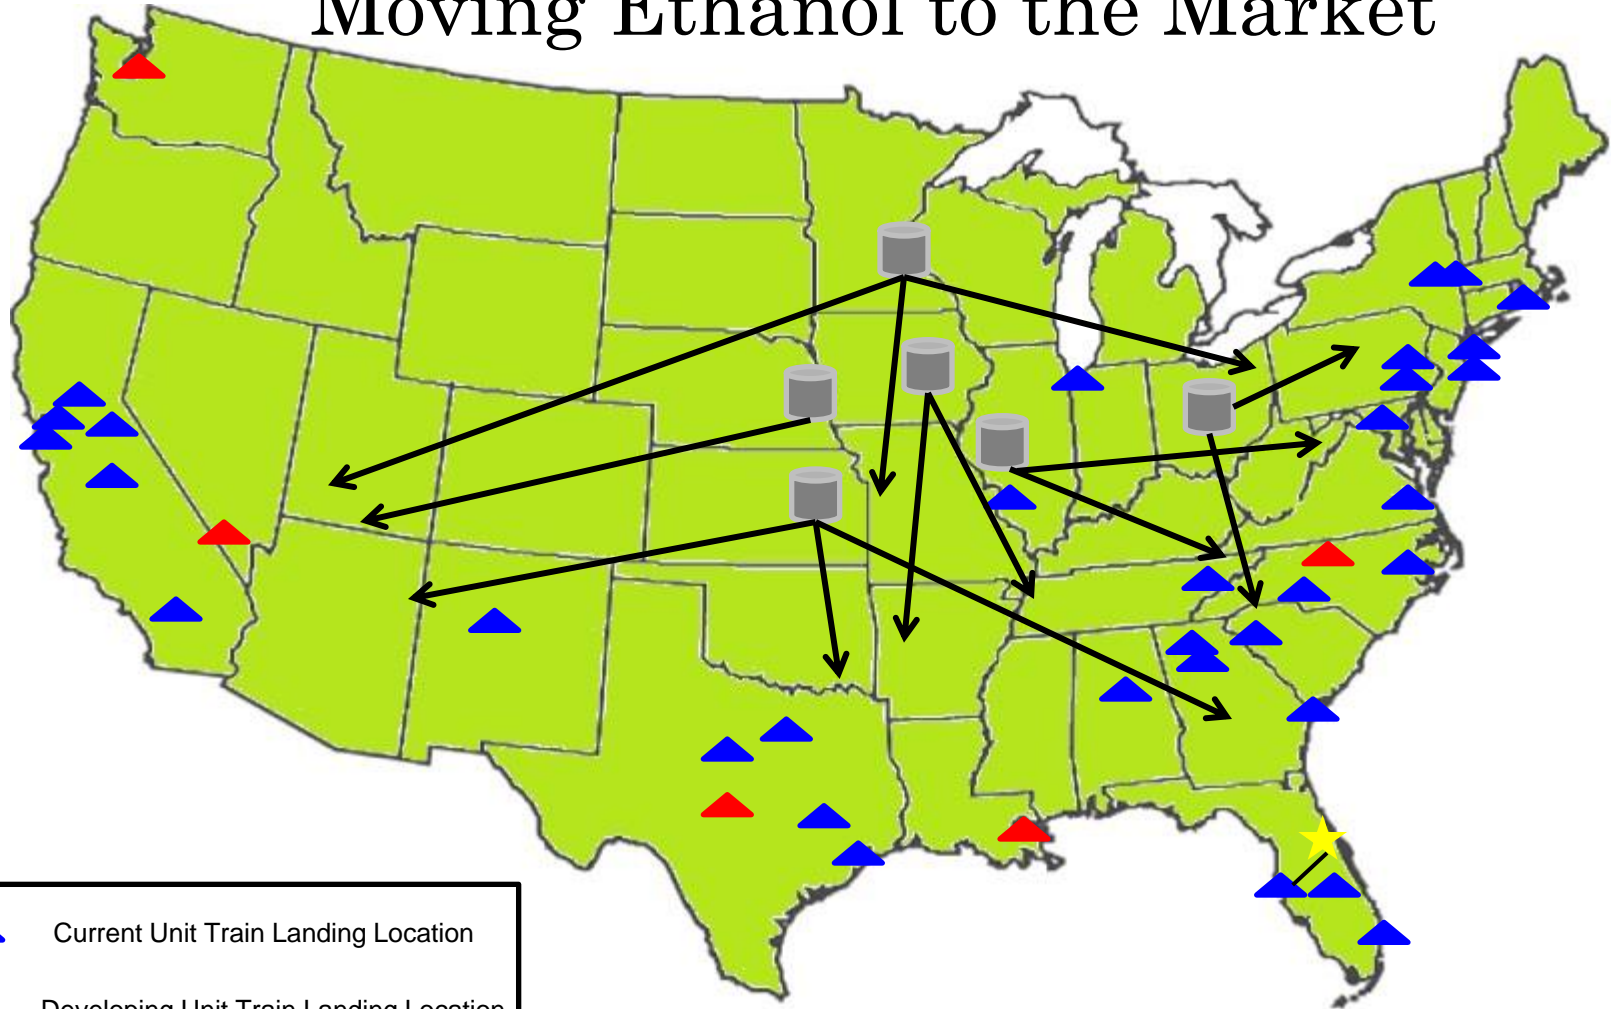 Moving Ethanol to the Market
Current Unit Train Landing Location
Developing Unit Train Landing Location